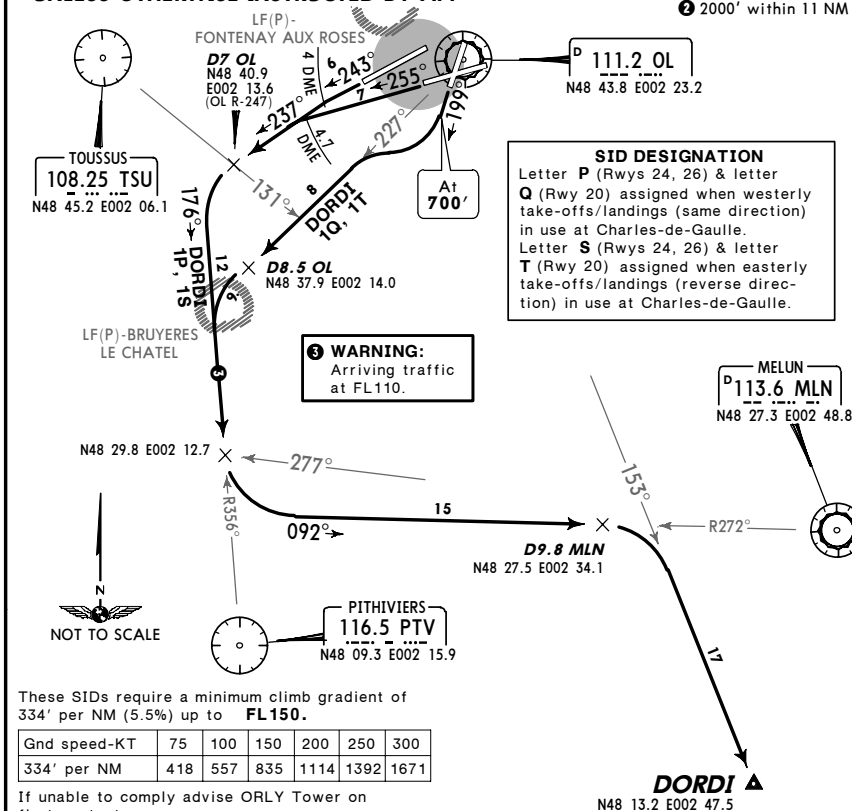 ❷ 2000' within 11 NM
LF(P)-
FONTENAY AUX ROSES
D7 OL
N48 40.9
E002 13.6
(OL R-247)
4 DME
6
243°
7
255°
237°
4.7
DME
227°
199°
D
111.2 OL
N48 43.8 E002 23.2
TOUSSUS
108.25 TSU
N48 45.2 E002 06.1
131°
8
DORDI
1Q, 1T
At
700'
SID DESIGNATION
Letter P (Rwys 24, 26) & letter
Q (Rwy 20) assigned when westerly
take-offs/landings (same direction)
in use at Charles-de-Gaulle.
Letter S (Rwys 24, 26) & letter
T (Rwy 20) assigned when easterly
take-offs/landings (reverse direc-
tion) in use at Charles-de-Gaulle.
176°
12
DORDI
1P, 1S
9
D8.5 OL
N48 37.9 E002 14.0
LF(P)-BRUYERES
LE CHATEL
❸
❸ WARNING:
Arriving traffic
at FL110.
MELUN
D
113.6 MLN
N48 27.3 E002 48.8
N48 29.8 E002 12.7
277°
R356°
092°
15
153°
R272°
D9.8 MLN
N48 27.5 E002 34.1
N
NOT TO SCALE
PITHIVIERS
116.5 PTV
N48 09.3 E002 15.9
17
These SIDs require a minimum climb gradient of
334' per NM (5.5%) up to FL150.
Gnd speed-KT 75 100 150 200 250 300
334' per NM 418 557 835 1114 1392 1671
If unable to comply advise ORLY Tower on
DORDI
N48 13.2 E002 47.5